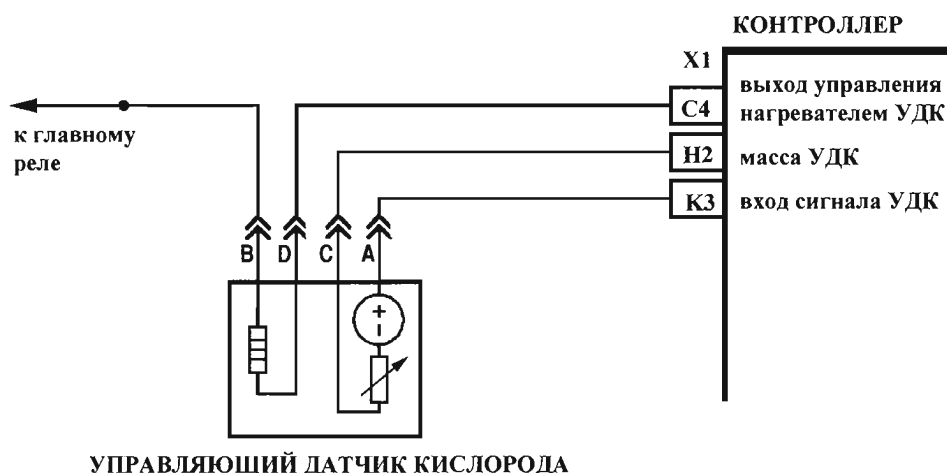 КОНТРОЛЛЕР
X1
C4
выход управления
нагревателем УДК
H2
масса УДК
K3
вход сигнала УДК
к главному
реле
B
D
C
A
+
−
УПРАВЛЯЮЩИЙ ДАТЧИК КИСЛОРОДА